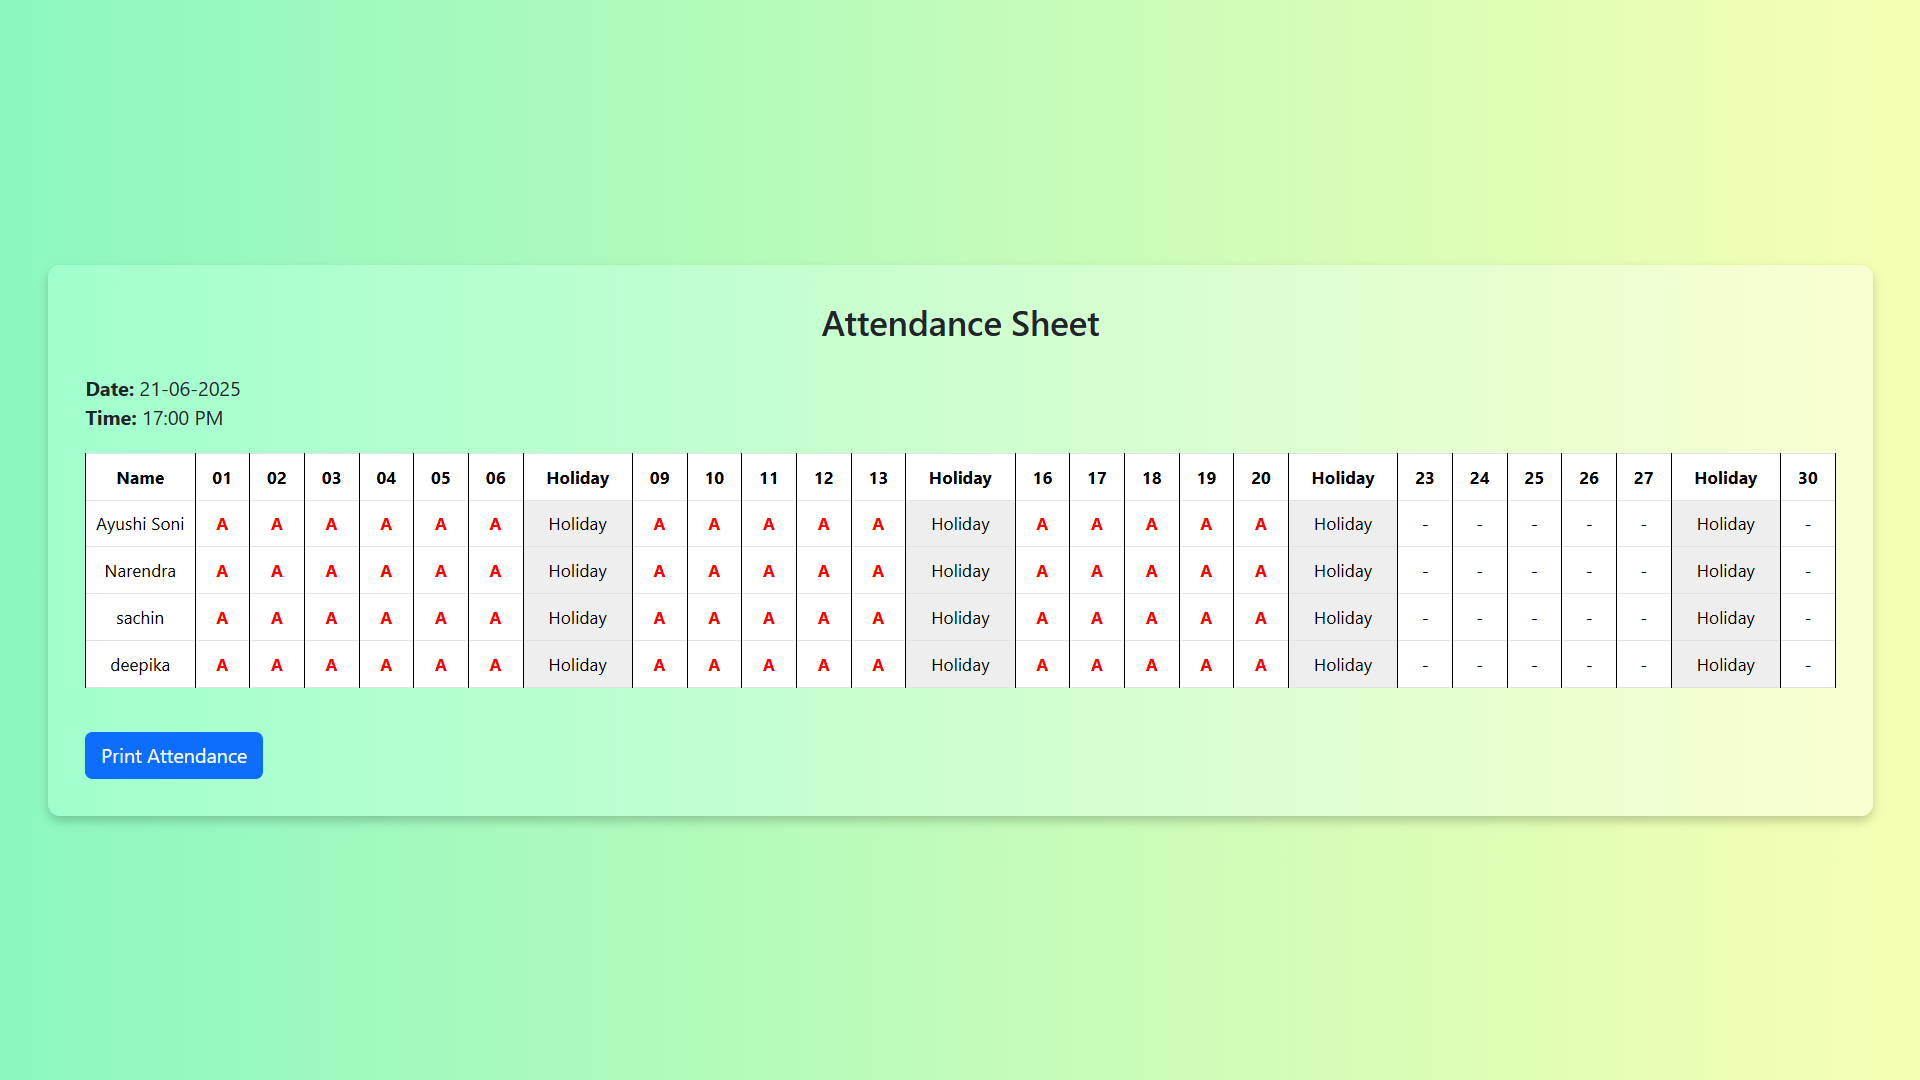 Attendance Sheet
Date: 21-06-2025
Time: 17:00 PM
Name 01 02 03 04 05 06 Holiday 09 10 11 12 13 Holiday 16 17 18 19 20 Holiday 23 24 25 26 27 Holiday 30
Ayushi Soni A A A A A A Holiday A A A A A Holiday A A A A A Holiday - - - - - Holiday -
Narendra A A A A A A Holiday A A A A A Holiday A A A A A Holiday - - - - - Holiday -
sachin A A A A A A Holiday A A A A A Holiday A A A A A Holiday - - - - - Holiday -
deepika A A A A A A Holiday A A A A A Holiday A A A A A Holiday - - - - - Holiday -
Print Attendance